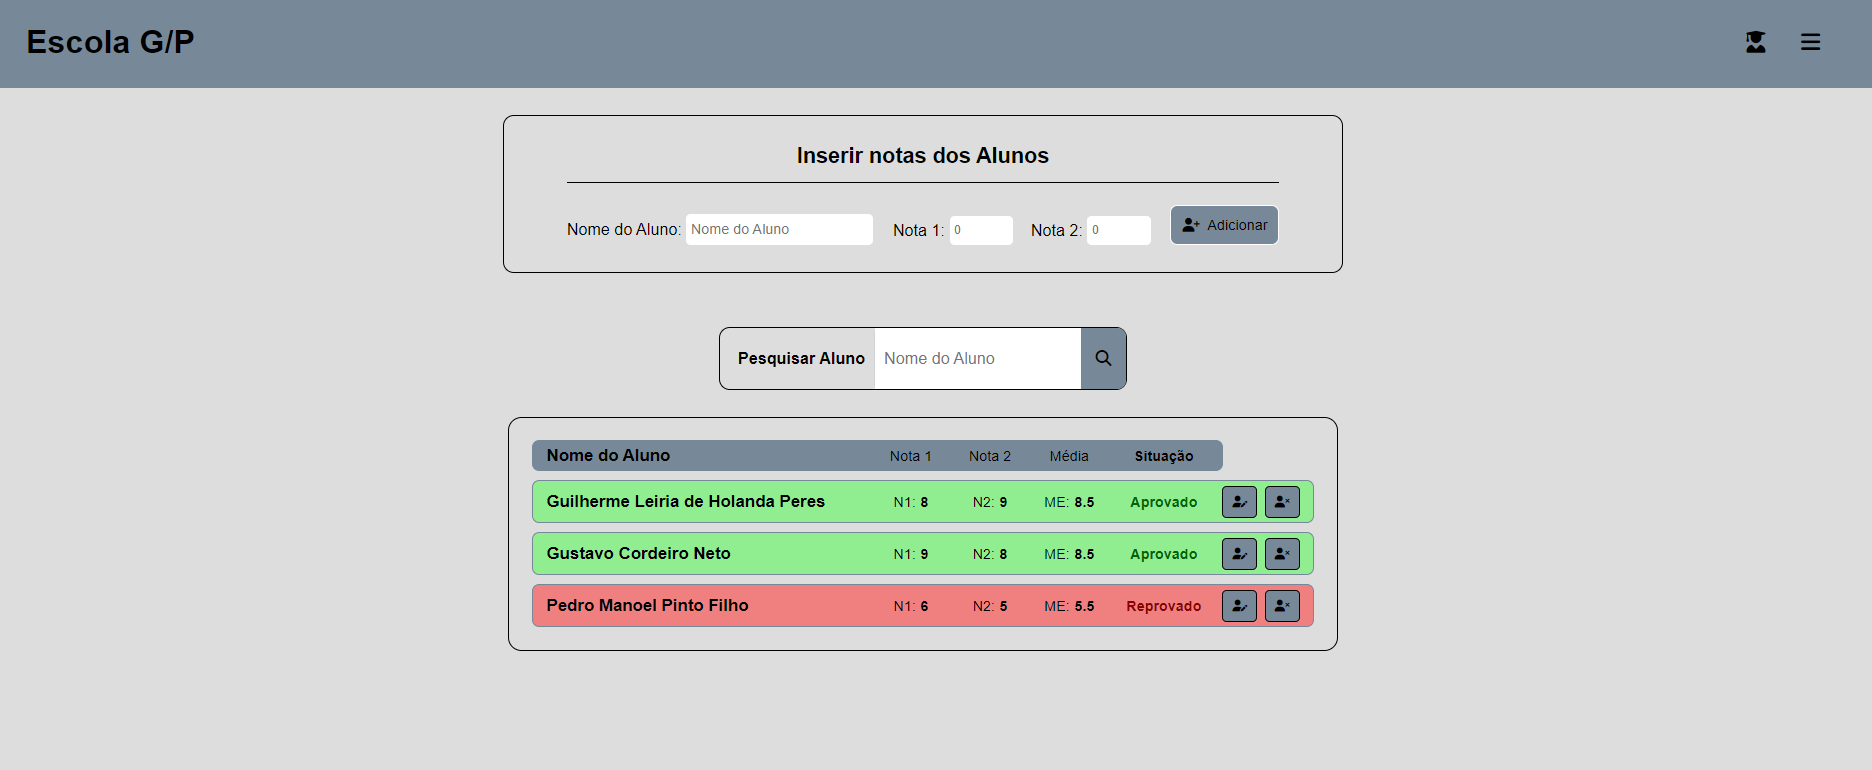 Escola G/P
Inserir notas dos Alunos
Nome do Aluno: Nome do Aluno Nota 1: 0 Nota 2: 0 Adicionar
Pesquisar Aluno Nome do Aluno
Nome do Aluno Nota 1 Nota 2 Média Situação
Guilherme Leiria de Holanda Peres N1: 8 N2: 9 ME: 8.5 Aprovado
Gustavo Cordeiro Neto N1: 9 N2: 8 ME: 8.5 Aprovado
Pedro Manoel Pinto Filho N1: 6 N2: 5 ME: 5.5 Reprovado